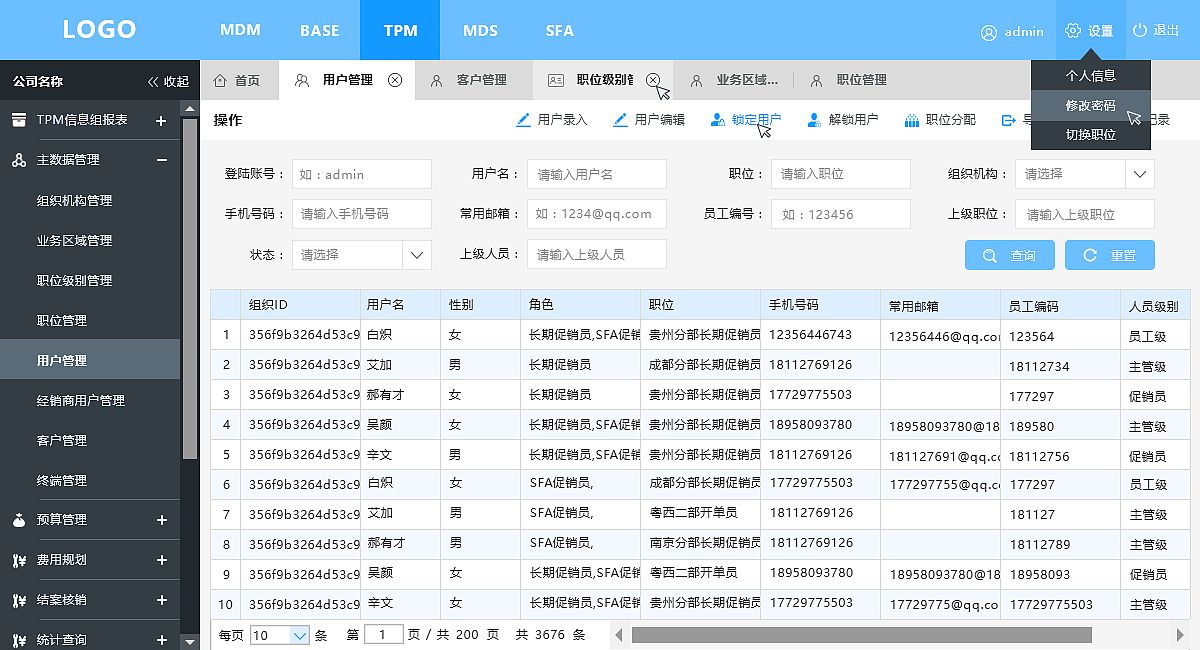 LOGO MDM BASE TPM MDS SFA admin 设置 退出
公司名称 收起 首页 用户管理 客户管理 职位级别管 业务区域... 职位管理
个人信息
修改密码
切换职位
操作 用户录入 用户编辑 锁定用户 解锁用户 职位分配 记录
TPM信息组报表
主数据管理
组织机构管理
业务区域管理
职位级别管理
职位管理
用户管理
经销商用户管理
客户管理
终端管理
预算管理
费用规划
结案核销
统计查询
登陆账号： 如：admin 用户名： 请输入用户名 职位： 请输入职位 组织机构： 请选择
手机号码： 请输入手机号码 常用邮箱： 如：1234@qq.com 员工编号： 如：123456 上级职位： 请输入上级职位
状态： 请选择 上级人员： 请输入上级人员 查询 重置
组织ID 用户名 性别 角色 职位 手机号码 常用邮箱 员工编码 人员级别
1 356f9b3264d53c9 白炽 女 长期促销员,SFA促销 贵州分部长期促销员 12356446743 12356446@qq.com 123564 员工级
2 356f9b3264d53c9 艾加 男 长期促销员 成都分部长期促销员 18112769126 18112734 主管级
3 356f9b3264d53c9 郝有才 女 长期促销员 贵州分部长期促销员 17729775503 177297 促销员
4 356f9b3264d53c9 吴颜 女 长期促销员,SFA促销 贵州分部长期促销员 18958093780 18958093780@18 189580 主管级
5 356f9b3264d53c9 辛文 男 长期促销员,SFA促销 贵州分部长期促销员 18112769126 181127691@qq.c 18112756 促销员
6 356f9b3264d53c9 白炽 女 SFA促销员, 成都分部长期促销员 17729775503 177297755@qq.c 177297 员工级
7 356f9b3264d53c9 艾加 男 SFA促销员, 粤西二部开单员 18112769126 181127 主管级
8 356f9b3264d53c9 郝有才 男 SFA促销员, 南京分部长期促销员 18112769126 18112789 主管级
9 356f9b3264d53c9 吴颜 女 长期促销员,SFA促销 粤西二部开单员 18958093780 18958093780@18 18958093 促销员
10 356f9b3264d53c9 辛文 女 长期促销员,SFA促销 贵州分部长期促销员 17729755503 17729775@qq.co 17729775503 主管级
每页 10 条 第 1 页 / 共 200 页 共 3676 条